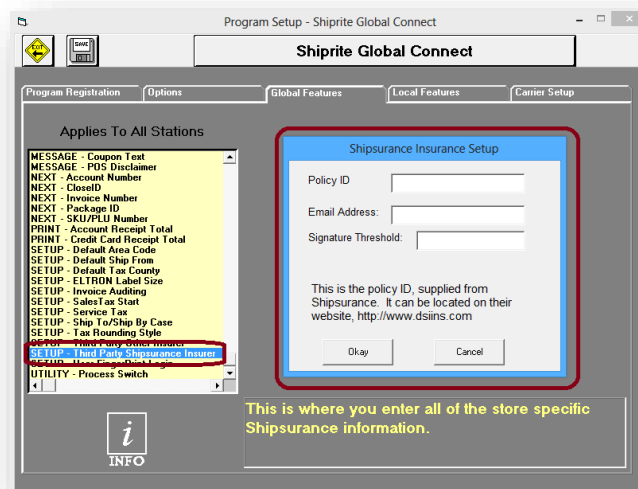 Program Setup - Shiprite Global Connect
EXIT
SAVE
Shiprite Global Connect
Program Registration
Options
Global Features
Local Features
Carrier Setup
Applies To All Stations
MESSAGE - Coupon Text
MESSAGE - POS Disclaimer
NEXT - Account Number
NEXT - CloseID
NEXT - Invoice Number
NEXT - Package ID
NEXT - SKU/PLU Number
PRINT - Account Receipt Total
PRINT - Credit Card Receipt Total
SETUP - Default Area Code
SETUP - Default Ship From
SETUP - Default Tax County
SETUP - ELTRON Label Size
SETUP - Invoice Auditing
SETUP - SalesTax Start
SETUP - Service Tax
SETUP - Ship To/Ship By Case
SETUP - Tax Rounding Style
SETUP - Third Party Other Insurer
SETUP - Third Party Shipsurance Insurer
SETUP - User FingerPrint Login
UTILITY - Process Switch
Shipsurance Insurance Setup
Policy ID
Email Address:
Signature Threshold:
This is the policy ID, supplied from
Shipsurance. It can be located on their
website, http://www.dsiins.com
Okay
Cancel
i
INFO
This is where you enter all of the store specific
Shipsurance information.